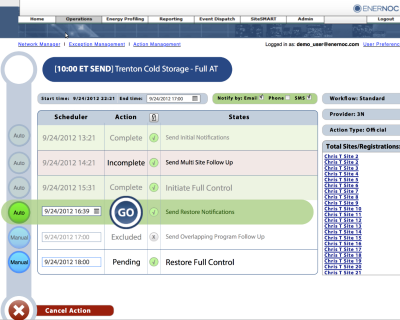 ENERNOC
Home Operations Energy Profiling Reporting Event Dispatch SiteSMART Admin Logout
Network Manager | Exception Management | Action Management Logged in as: demo_user@enernoc.com User Preferenc
[10:00 ET SEND] Trenton Cold Storage - Full AT
Start time: 9/24/2012 22:21 End time: 9/24/2012 17:00 Notify by: Email Phone SMS Workflow: Standard
Provider: 3N
Scheduler Action States Action Type: Official
Auto 9/24/2012 13:21 Complete Send Initial Notifications
Total Sites/Registrations:
Chris T Site 2
Chris T Site 3
Chris T Site 4
Chris T Site 5
Chris T Site 6
Chris T Site 7
Chris T Site 8
Chris T Site 9
Chris T Site 10
Chris T Site 11
Chris T Site 12
Chris T Site 13
Chris T Site 14
Chris T Site 15
Chris T Site 16
Chris T Site 17
Chris T Site 18
Chris T Site 19
Chris T Site 20
Chris T Site 21
Auto 9/24/2012 14:21 Incomplete Send Multi Site Follow Up
Auto 9/24/2012 15:31 Complete Initiate Full Control
Auto 9/24/2012 16:39 GO Send Restore Notifications
Manual 9/24/2012 17:00 Excluded Send Overlapping Program Follow Up
Manual 9/24/2012 18:00 Pending Restore Full Control
Cancel Action